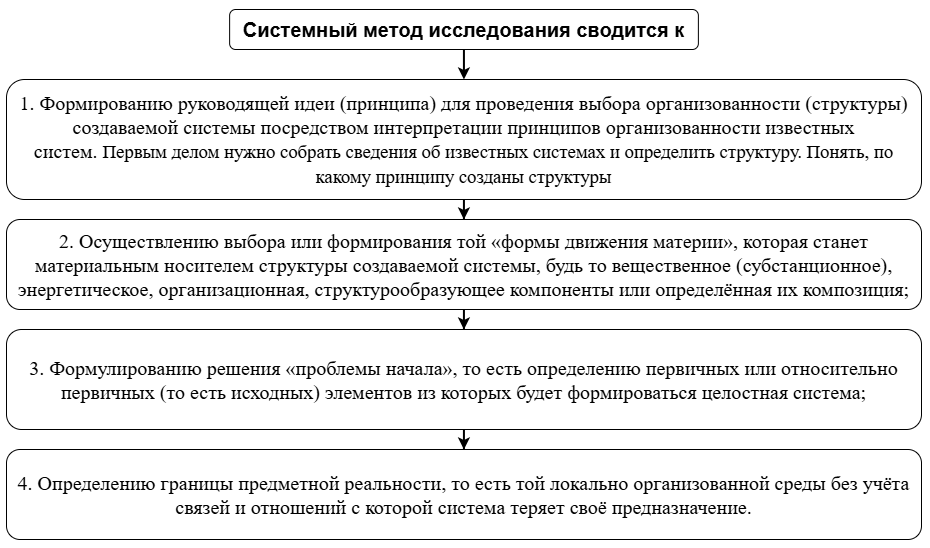 Системный метод исследования сводится к
1. Формированию руководящей идеи (принципа) для проведения выбора организованности (структуры)
создаваемой системы посредством интерпретации принципов организованности известных
систем. Первым делом нужно собрать сведения об известных системах и определить структуру. Понять, по
какому принципу созданы структуры
2. Осуществлению выбора или формирования той «формы движения материи», которая станет
материальным носителем структуры создаваемой системы, будь то вещественное (субстанционное),
энергетическое, организационная, структурообразующее компоненты или определённая их композиция;
3. Формулированию решения «проблемы начала», то есть определению первичных или относительно
первичных (то есть исходных) элементов из которых будет формироваться целостная система;
4. Определению границы предметной реальности, то есть той локально организованной среды без учёта
связей и отношений с которой система теряет своё предназначение.